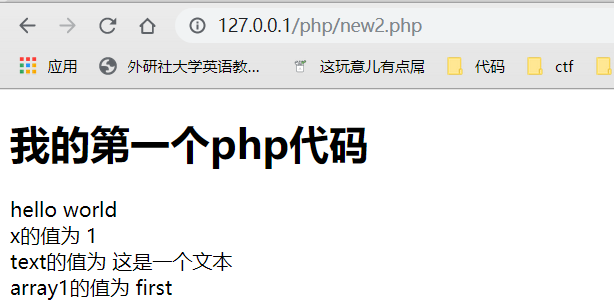 127.0.0.1/php/new2.php
应用 外研社大学英语教... 这玩意儿有点屌 代码 ctf
我的第一个php代码
hello world
x的值为 1
text的值为 这是一个文本
array1的值为 first